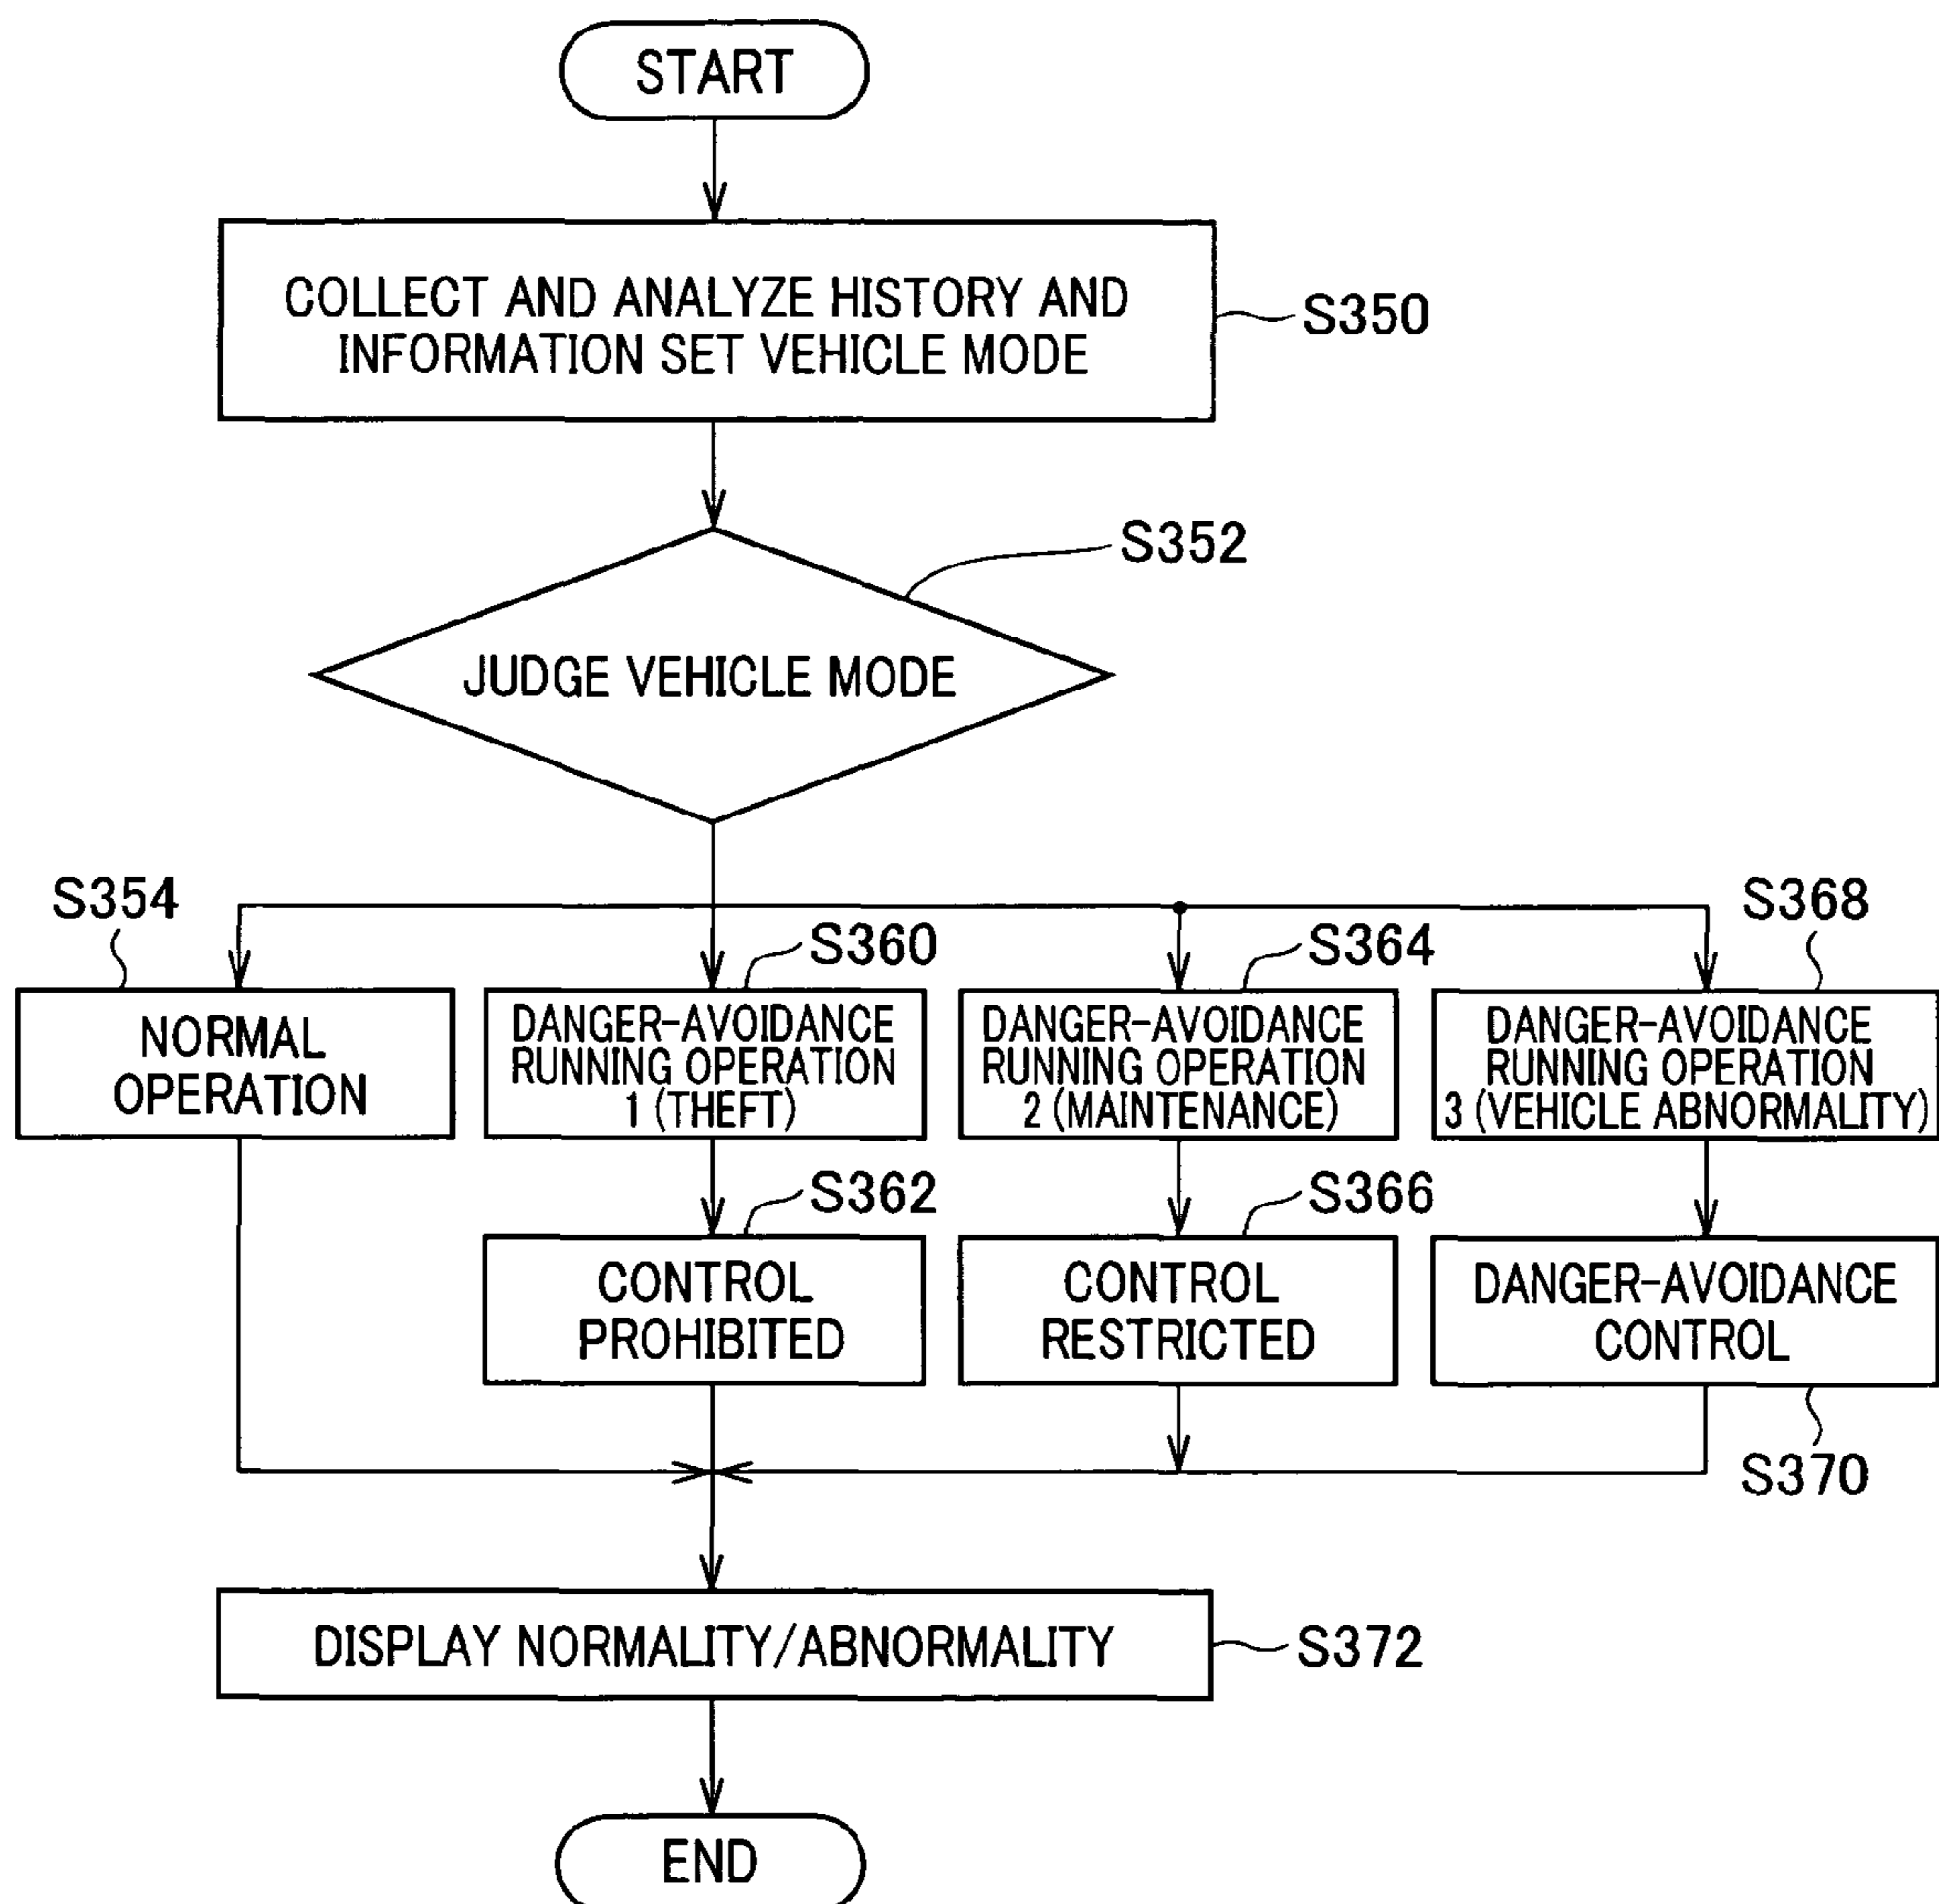 START
COLLECT AND ANALYZE HISTORY AND
INFORMATION SET VEHICLE MODE
S350
S352
JUDGE VEHICLE MODE
S354
NORMAL
OPERATION
S360
DANGER-AVOIDANCE
RUNNING OPERATION
1 (THEFT)
S364
DANGER-AVOIDANCE
RUNNING OPERATION
2 (MAINTENANCE)
S368
DANGER-AVOIDANCE
RUNNING OPERATION
3 (VEHICLE ABNORMALITY)
S362
CONTROL
PROHIBITED
S366
CONTROL
RESTRICTED
DANGER-AVOIDANCE
CONTROL
S370
DISPLAY NORMALITY/ABNORMALITY
S372
END